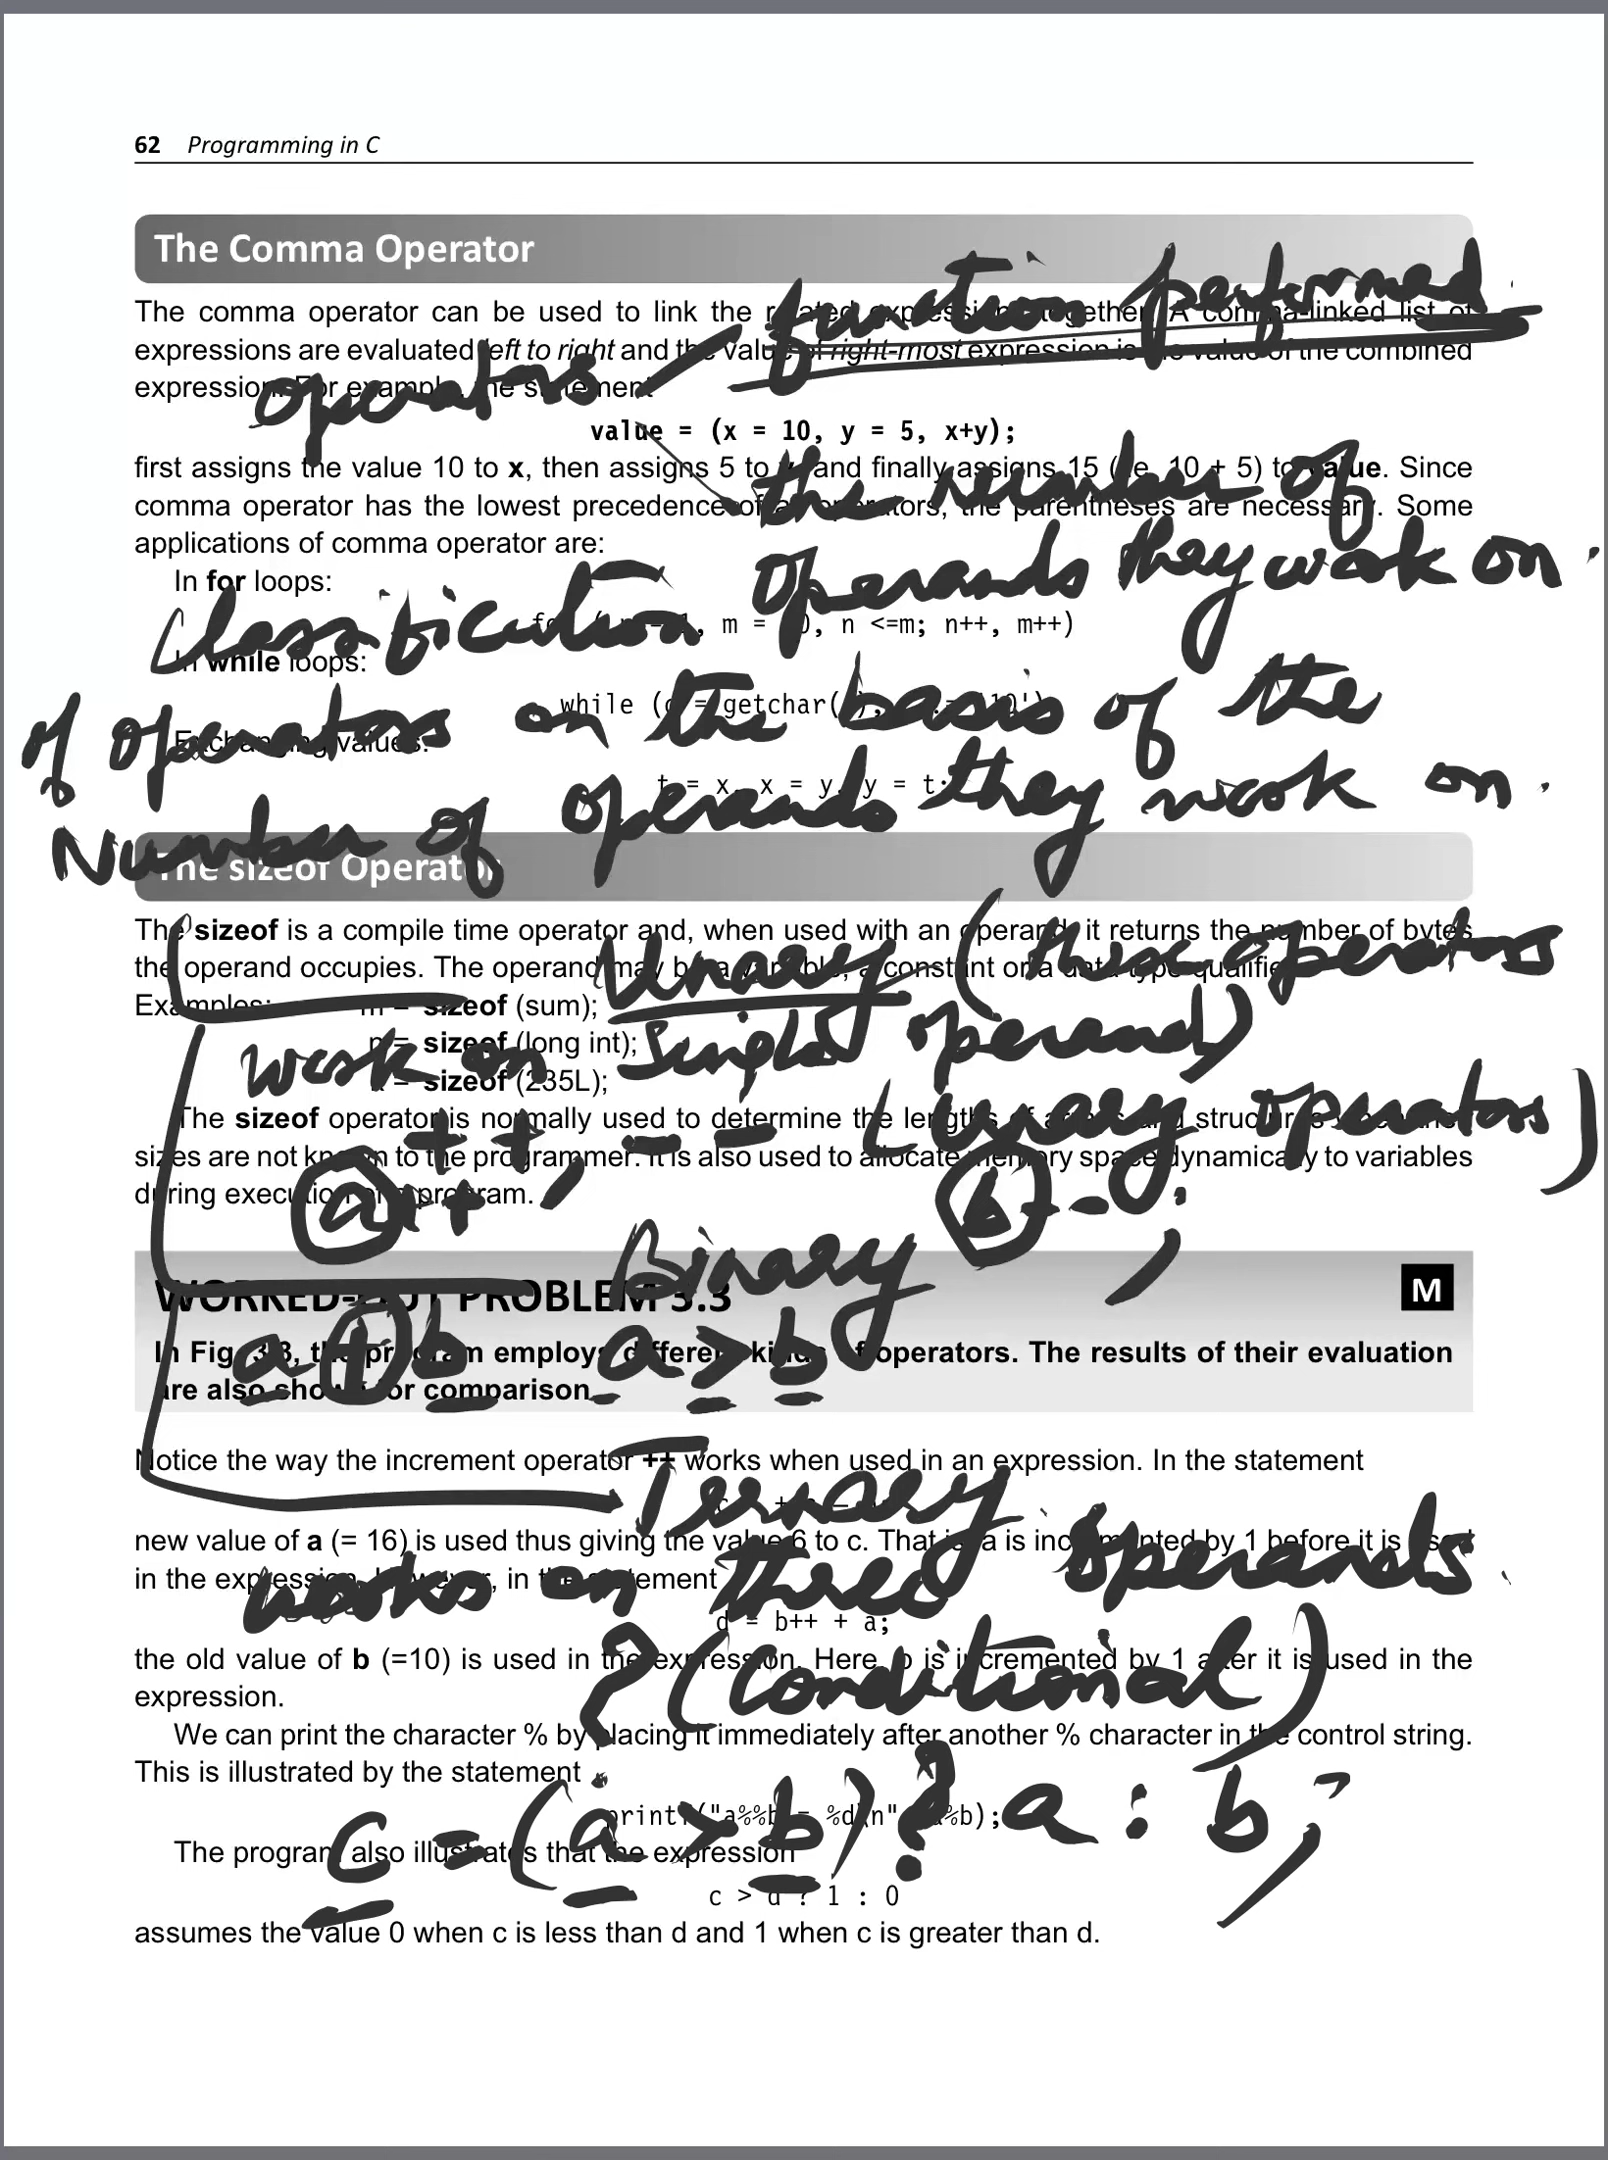 62 Programming in C
The Comma Operator
The comma operator can be used to link the related expressions together. A comma-linked list of
function performed
expressions are evaluated left to right and the value of right-most expression is the value of the combined
operators
expression. For example, the statement
value = (x = 10, y = 5, x+y);
first assigns the value 10 to x, then assigns 5 to y, and finally assigns 15 (i.e. 10 + 5) to value. Since
the number of
comma operator has the lowest precedence of all operators, the parentheses are necessary. Some
applications of comma operator are:
operands they work on.
In for loops:
Classification
for ( n = 1, m = 10, n <=m; n++, m++)
In while loops:
while (c = getchar( ), != '10')
of operators on the basis of the
Exchanging values:
t = x, x = y, y = t;
Number of operands they work on.
The sizeof Operator
The sizeof is a compile time operator and, when used with an operand, it returns the number of bytes
Unary (these operators
the operand occupies. The operand may be a variable, a constant or a data type qualifier.
Examples: m = sizeof (sum);
work on Single operand)
n = sizeof (long int);
k = sizeof (235L);
++, -- (unary operators)
The sizeof operator is normally used to determine the lengths of arrays and structures when their
sizes are not known to the programmer. It is also used to allocate memory space dynamically to variables
a++ b--;
during execution of a program.
Binary
WORKED-OUT PROBLEM 3.3 M
a + b a > b
In Fig. 3.3, the program employs different kinds of operators. The results of their evaluation
are also shown for comparison.
Notice the way the increment operator ++ works when used in an expression. In the statement
Ternary
new value of a (= 16) is used thus giving the value 6 to c. That is, a is incremented by 1 before it is used
works on three operands.
in the expression. However, in the statement
d = b++ + a;
the old value of b (=10) is used in the expression. Here, b is incremented by 1 after it is used in the
? (Conditional)
expression.
We can print the character % by placing it immediately after another % character in the control string.
This is illustrated by the statement
printf("a%%b = %d\n", a%b);
c = (a > b) ? a : b;
The program also illustrates that the expression
c > d ? 1 : 0
assumes the value 0 when c is less than d and 1 when c is greater than d.